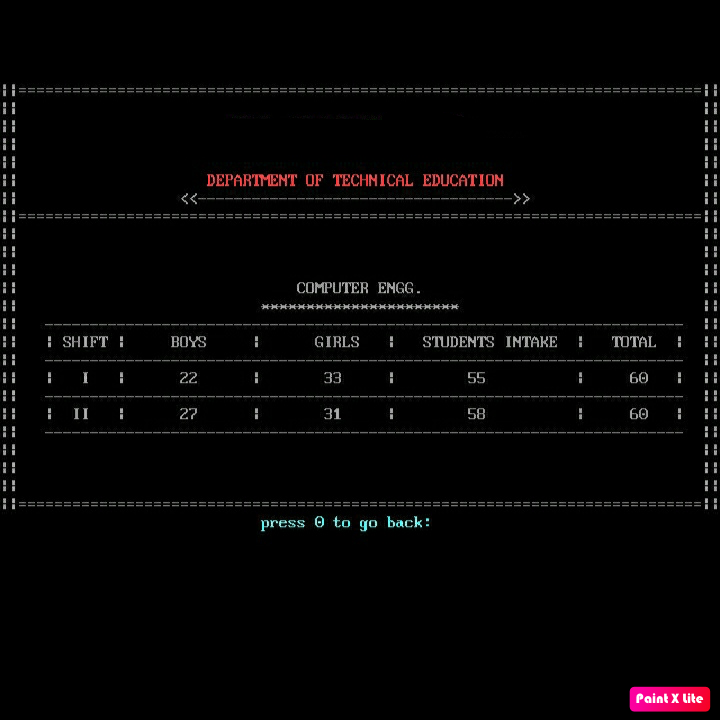 DEPARTMENT OF TECHNICAL EDUCATION
<<----------------------------------->>
COMPUTER ENGG.
**********************
¦ SHIFT ¦ BOYS ¦ GIRLS ¦ STUDENTS INTAKE ¦ TOTAL ¦
¦ I ¦ 22 ¦ 33 ¦ 55 ¦ 60 ¦
¦ II ¦ 27 ¦ 31 ¦ 58 ¦ 60 ¦
press 0 to go back:
Paint X Lite